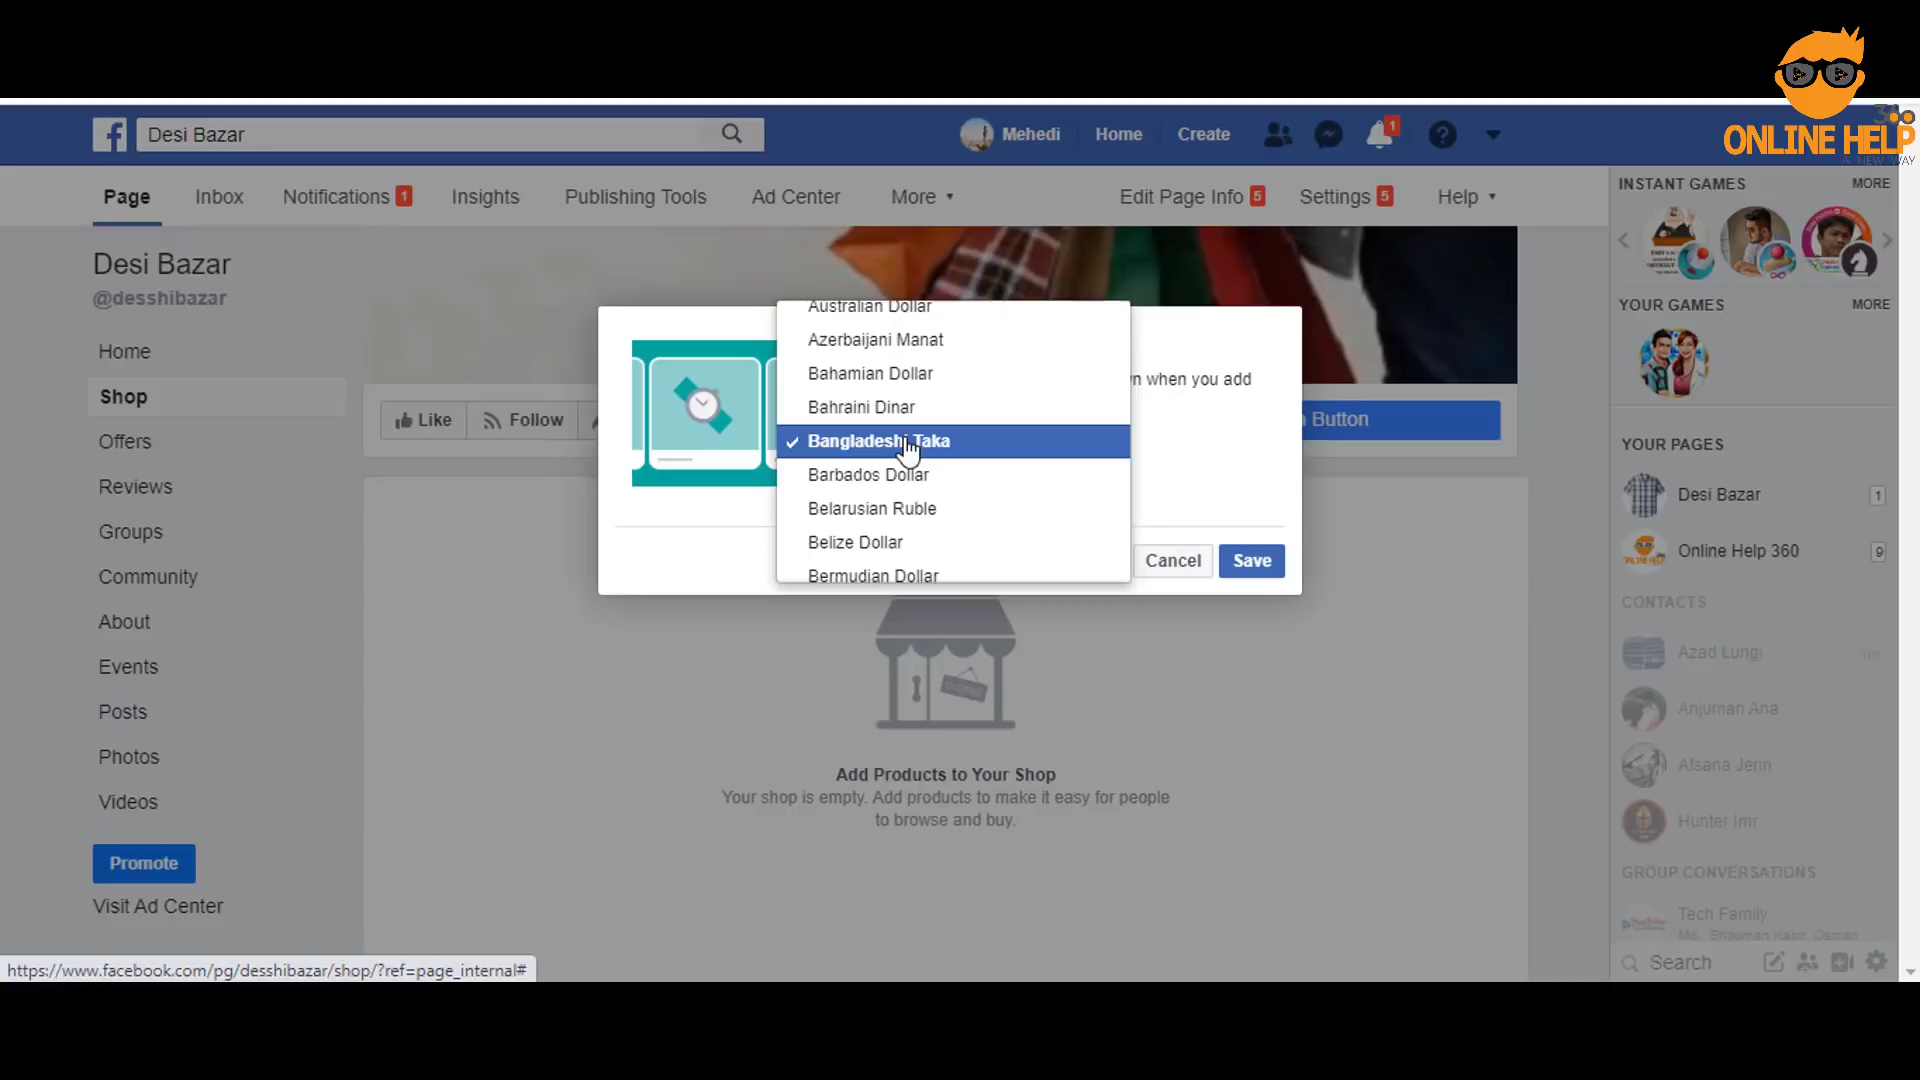 ONLINE HELP
A NEW WAY
Desi Bazar
Mehedi
Home
Create
1
Page
Inbox
Notifications 1
Insights
Publishing Tools
Ad Center
More
Edit Page Info 5
Settings 5
Help
Desi Bazar
@desshibazar
Home
Shop
Offers
Reviews
Groups
Community
About
Events
Posts
Photos
Videos
Promote
Visit Ad Center
Like
Follow
Australian Dollar
Azerbaijani Manat
Bahamian Dollar
Bahraini Dinar
Bangladeshi Taka
Barbados Dollar
Belarusian Ruble
Belize Dollar
Bermudian Dollar
when you add
Button
Cancel
Save
Add Products to Your Shop
Your shop is empty. Add products to make it easy for people
to browse and buy.
INSTANT GAMES
MORE
YOUR GAMES
MORE
YOUR PAGES
Desi Bazar
1
Online Help 360
9
CONTACTS
Azad Lungi
Anjuman Ana
Afsana Jerin
Hunter Imr
GROUP CONVERSATIONS
Tech Family
Search
https://www.facebook.com/pg/desshibazar/shop/?ref=page_internal#